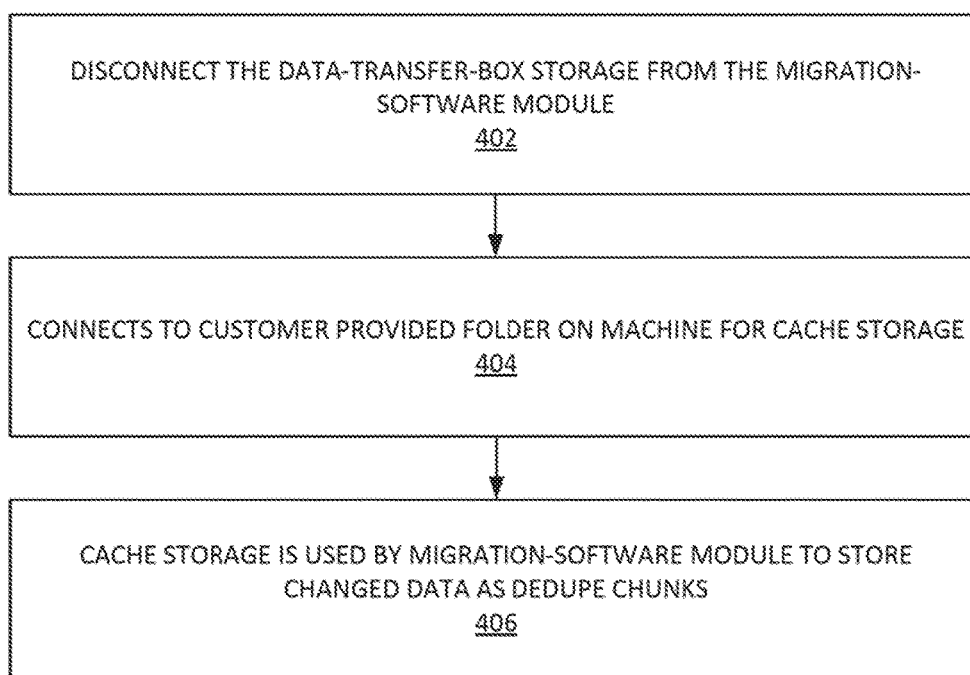 DISCONNECT THE DATA-TRANSFER-BOX STORAGE FROM THE MIGRATION-
SOFTWARE MODULE
402
CONNECTS TO CUSTOMER PROVIDED FOLDER ON MACHINE FOR CACHE STORAGE
404
CACHE STORAGE IS USED BY MIGRATION-SOFTWARE MODULE TO STORE
CHANGED DATA AS DEDUPE CHUNKS
406